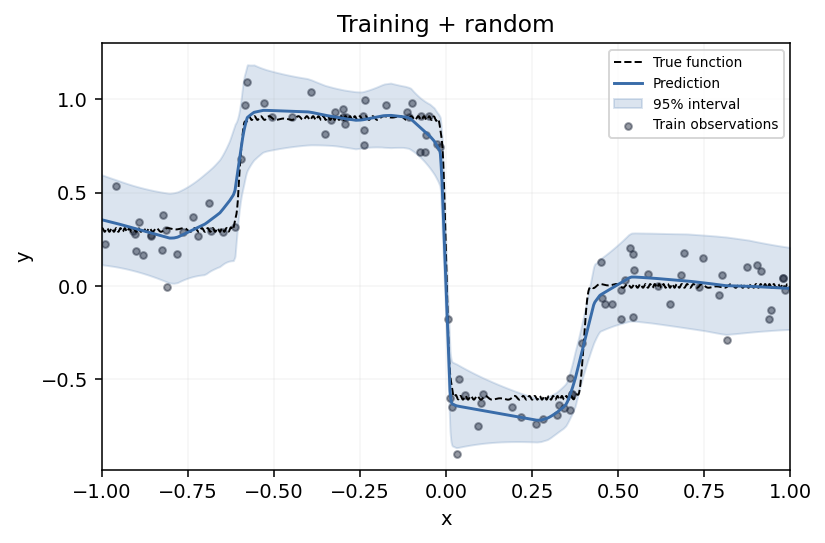 Training + random
True function
Prediction
95% interval
Train observations
1.0
0.5
0.0
−0.5
y
−1.00 −0.75 −0.50 −0.25 0.00 0.25 0.50 0.75 1.00
x